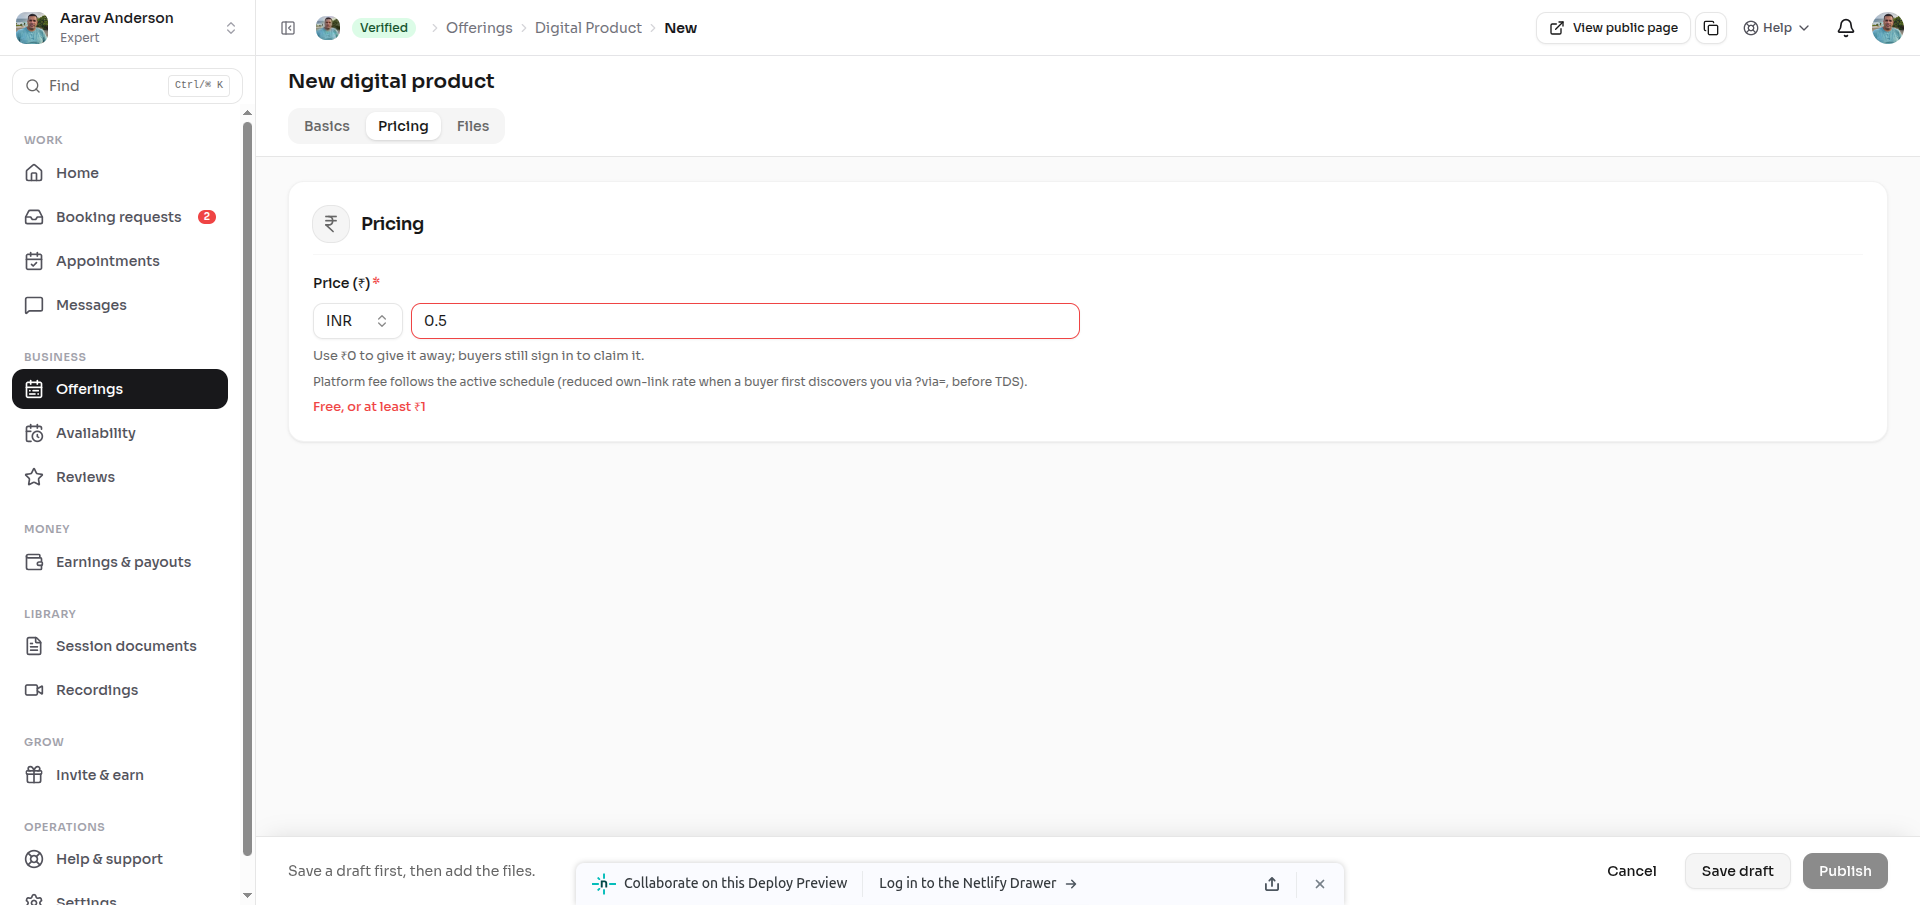 Aarav Anderson
Expert
Find
Ctrl/⌘ K
WORK
Home
Booking requests 2
Appointments
Messages
BUSINESS
Offerings
Availability
Reviews
MONEY
Earnings & payouts
LIBRARY
Session documents
Recordings
GROW
Invite & earn
OPERATIONS
Help & support
Settings
Verified > Offerings > Digital Product > New
View public page
Help
New digital product
Basics Pricing Files
₹ Pricing
Price (₹)*
INR 0.5
Use ₹0 to give it away; buyers still sign in to claim it.
Platform fee follows the active schedule (reduced own-link rate when a buyer first discovers you via ?via=, before TDS).
Free, or at least ₹1
Save a draft first, then add the files.
n Collaborate on this Deploy Preview
Log in to the Netlify Drawer →
Cancel
Save draft
Publish